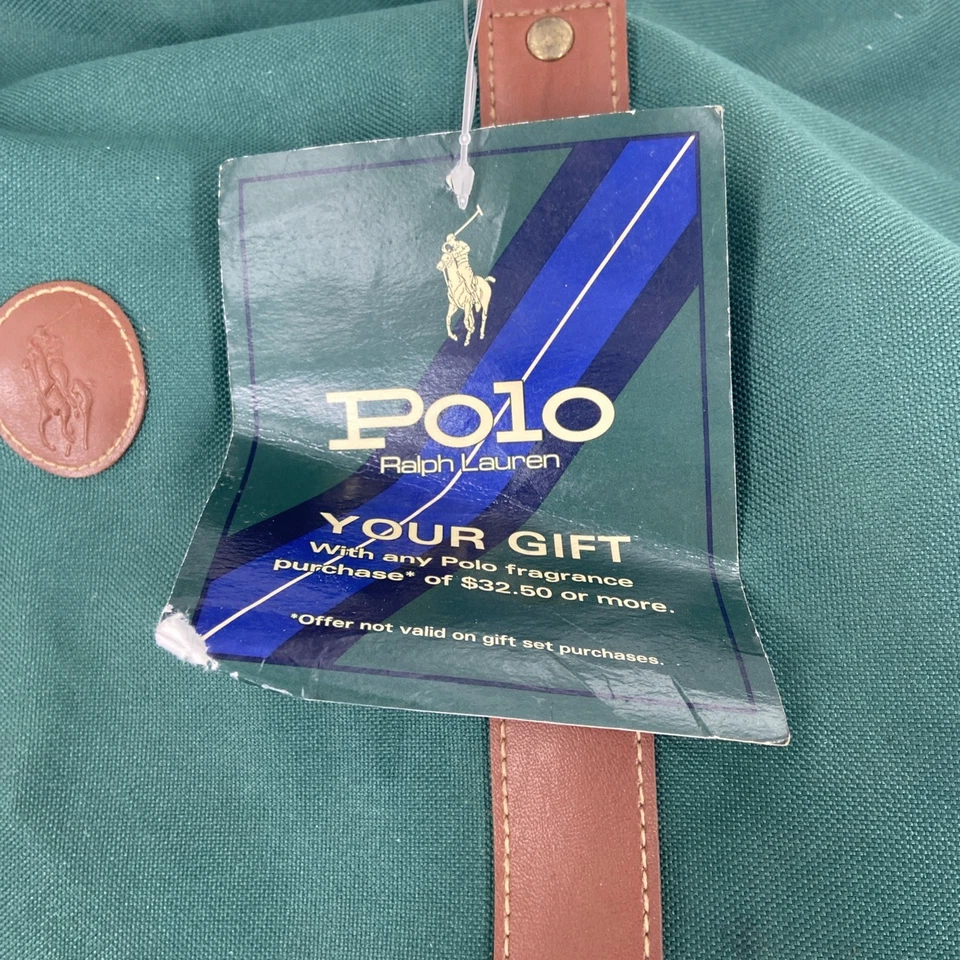 Polo
Ralph Lauren
YOUR GIFT
With any Polo fragrance
purchase* of $32.50 or more.
*Offer not valid on gift set purchases.